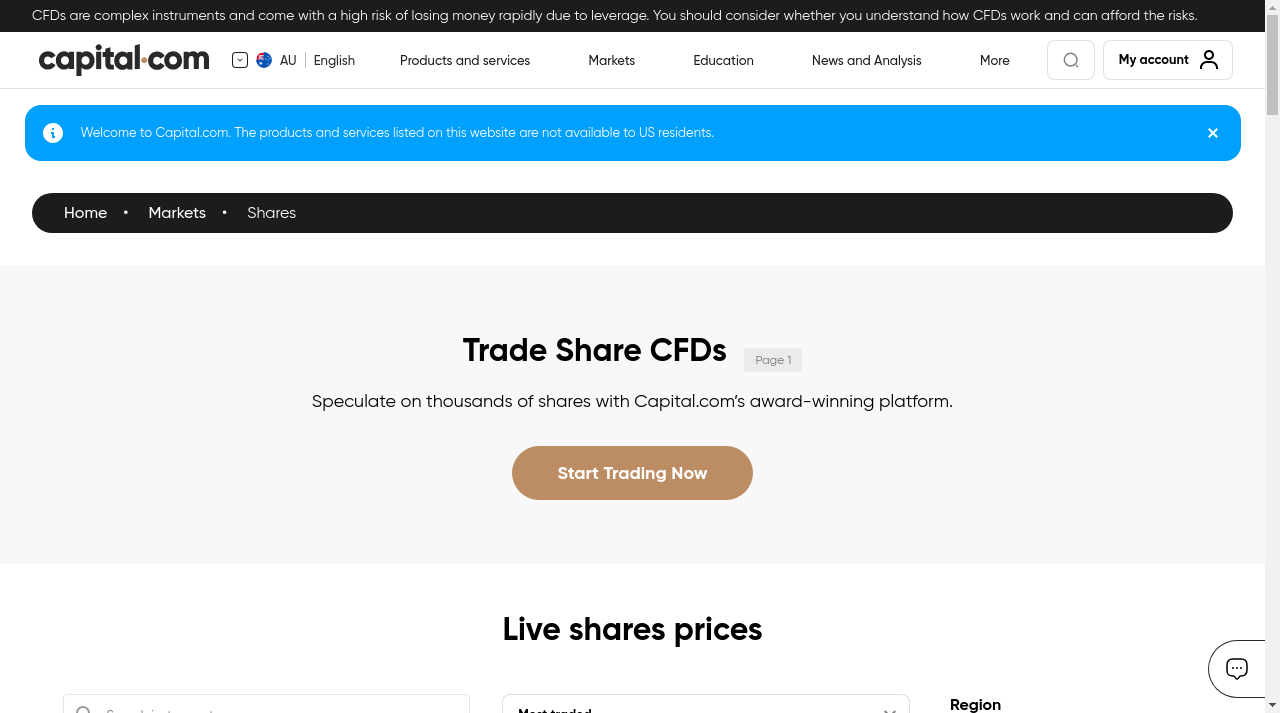 CFDs are complex instruments and come with a high risk of losing money rapidly due to leverage. You should consider whether you understand how CFDs work and can afford the risks.
capital.com
AU English Products and services Markets Education News and Analysis More My account
Welcome to Capital.com. The products and services listed on this website are not available to US residents.
Home • Markets • Shares
Trade Share CFDs Page 1
Speculate on thousands of shares with Capital.com’s award-winning platform.
Start Trading Now
Live shares prices
Most traded
Region